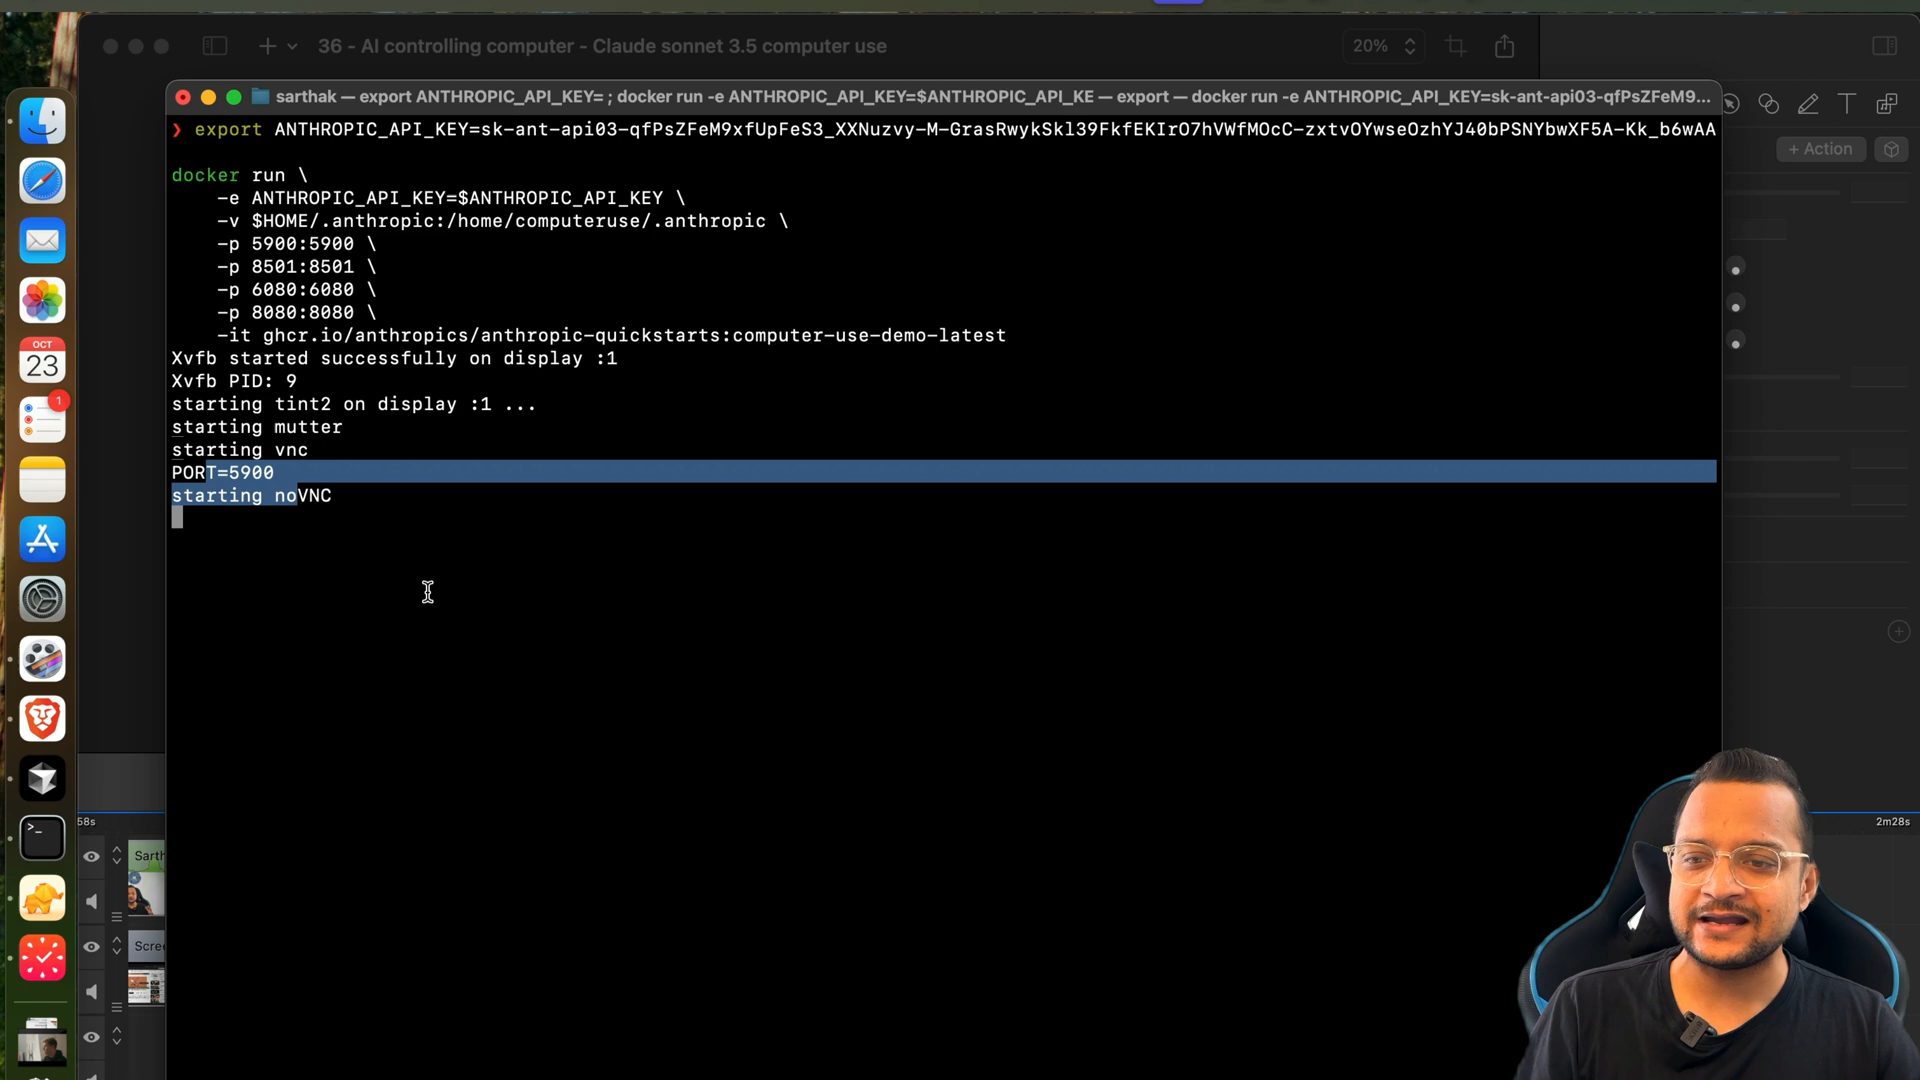 36 - AI controlling computer - Claude sonnet 3.5 computer use
20%
sarthak — export ANTHROPIC_API_KEY= ; docker run -e ANTHROPIC_API_KEY=$ANTHROPIC_API_KE — export — docker run -e ANTHROPIC_API_KEY=sk-ant-api03-qfPsZFeM9...
+ Action
❯ export ANTHROPIC_API_KEY=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
docker run \
-e ANTHROPIC_API_KEY=$ANTHROPIC_API_KEY \
-v $HOME/.anthropic:/home/computeruse/.anthropic \
-p 5900:5900 \
-p 8501:8501 \
-p 6080:6080 \
-p 8080:8080 \
-it ghcr.io/anthropics/anthropic-quickstarts:computer-use-demo-latest
Xvfb started successfully on display :1
Xvfb PID: 9
starting tint2 on display :1 ...
starting mutter
starting vnc
PORT=5900
starting noVNC
OCT
23
1
58s
2m28s
Sarth
Scree